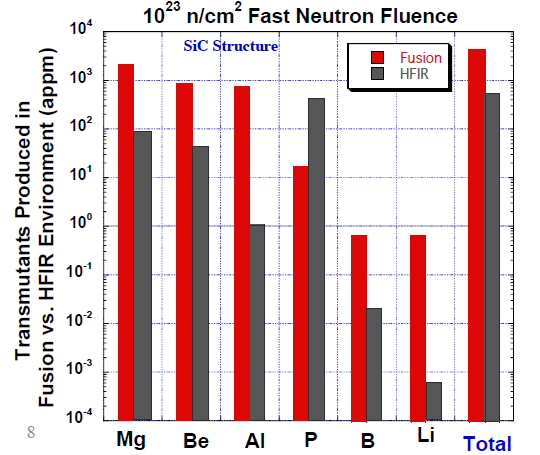 10²³ n/cm² Fast Neutron Fluence
Transmutants Produced in
Fusion vs. HFIR Environment (appm)
10⁴
10³
10²
10¹
10⁰
10⁻¹
10⁻²
10⁻³
10⁻⁴
SiC Structure
Fusion
HFIR
Mg Be Al P B Li Total
8